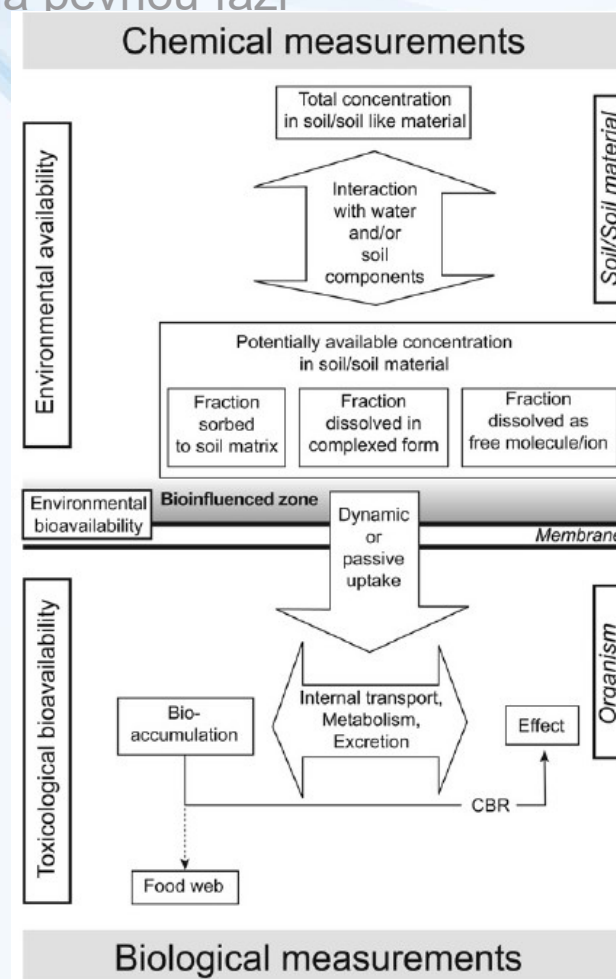 a pevnou fází
Chemical measurements
Total concentration
in soil/soil like material
Environmental availability
Soil/Soil material
Interaction
with water
and/or
soil
components
Potentially available concentration
in soil/soil material
Fraction
sorbed
to soil matrix
Fraction
dissolved in
complexed form
Fraction
dissolved as
free molecule/ion
Environmental
bioavailability
Bioinfluenced zone
Membrane
Dynamic
or
passive
uptake
Toxicological bioavailability
Organism
Internal transport,
Metabolism,
Excretion
Bio-
accumulation
Effect
CBR
Food web
Biological measurements